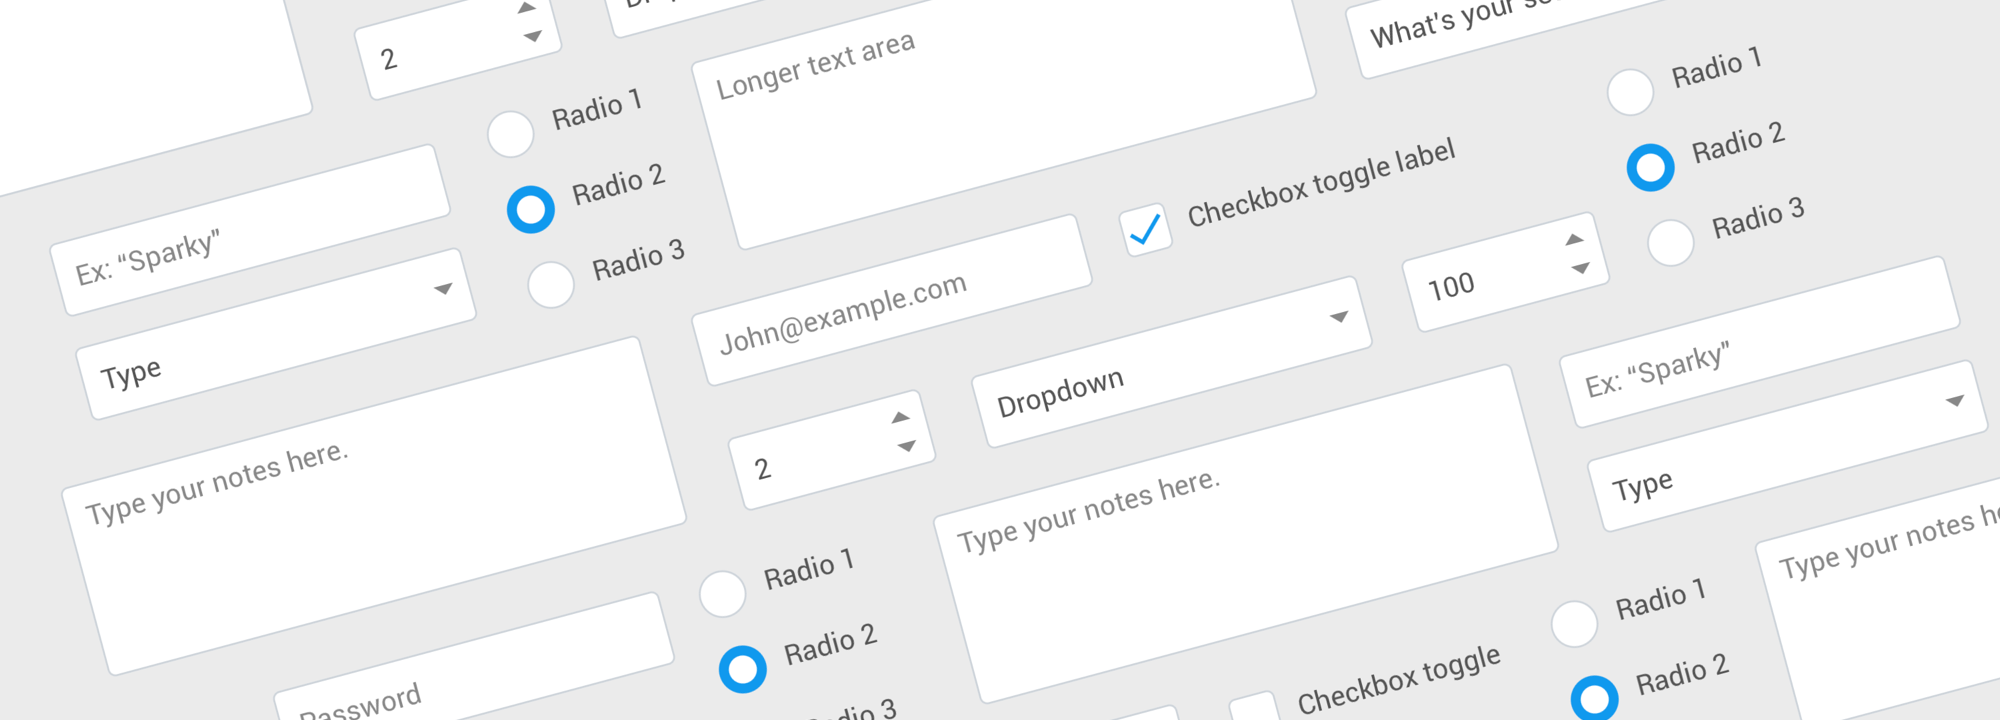 2
Longer text area
What's your
Radio 1
Radio 2
Radio 3
Radio 1
Radio 2
Radio 3
Checkbox toggle label
Ex: “Sparky”
Type
John@example.com
100
Dropdown
2
Ex: “Sparky”
Type
Type your notes here.
Type your notes here.
Type your notes
Radio 1
Radio 2
Radio 3
Password
Checkbox toggle
Radio 1
Radio 2